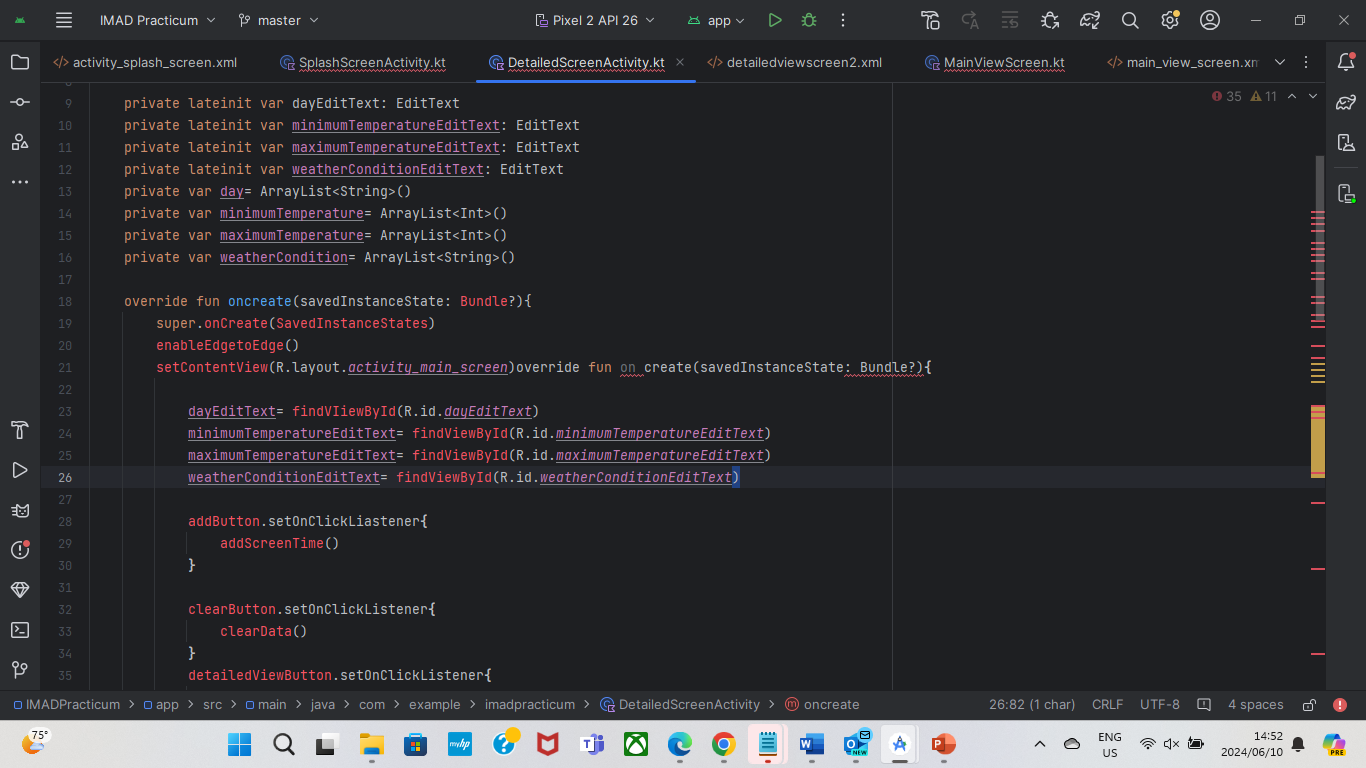 IMAD Practicum
master
Pixel 2 API 26
app
activity_splash_screen.xml
SplashScreenActivity.kt
DetailedScreenActivity.kt
detailedviewscreen2.xml
MainViewScreen.kt
main_view_screen.xm
35
11
9 private lateinit var dayEditText: EditText
10 private lateinit var minimumTemperatureEditText: EditText
11 private lateinit var maximumTemperatureEditText: EditText
12 private lateinit var weatherConditionEditText: EditText
13 private var day= ArrayList<String>()
14 private var minimumTemperature= ArrayList<Int>()
15 private var maximumTemperature= ArrayList<Int>()
16 private var weatherCondition= ArrayList<String>()
17
18 override fun oncreate(savedInstanceState: Bundle?){
19 super.onCreate(SavedInstanceStates)
20 enableEdgetoEdge()
21 setContentView(R.layout.activity_main_screen)override fun on create(savedInstanceState: Bundle?){
22
23 dayEditText= findVIiewById(R.id.dayEditText)
24 minimumTemperatureEditText= findViewById(R.id.minimumTemperatureEditText)
25 maximumTemperatureEditText= findViewById(R.id.maximumTemperatureEditText)
26 weatherConditionEditText= findViewById(R.id.weatherConditionEditText)
27
28 addButton.setOnClickLiastener{
29 addScreenTime()
30 }
31
32 clearButton.setOnClickListener{
33 clearData()
34 }
35 detailedViewButton.setOnClickListener{
IMADPracticum > app > src > main > java > com > example > imadpracticum > DetailedScreenActivity > oncreate
26:82 (1 char)
CRLF
UTF-8
4 spaces
75°
myhp
NEW
ENG
US
14:52
2024/06/10
PRE